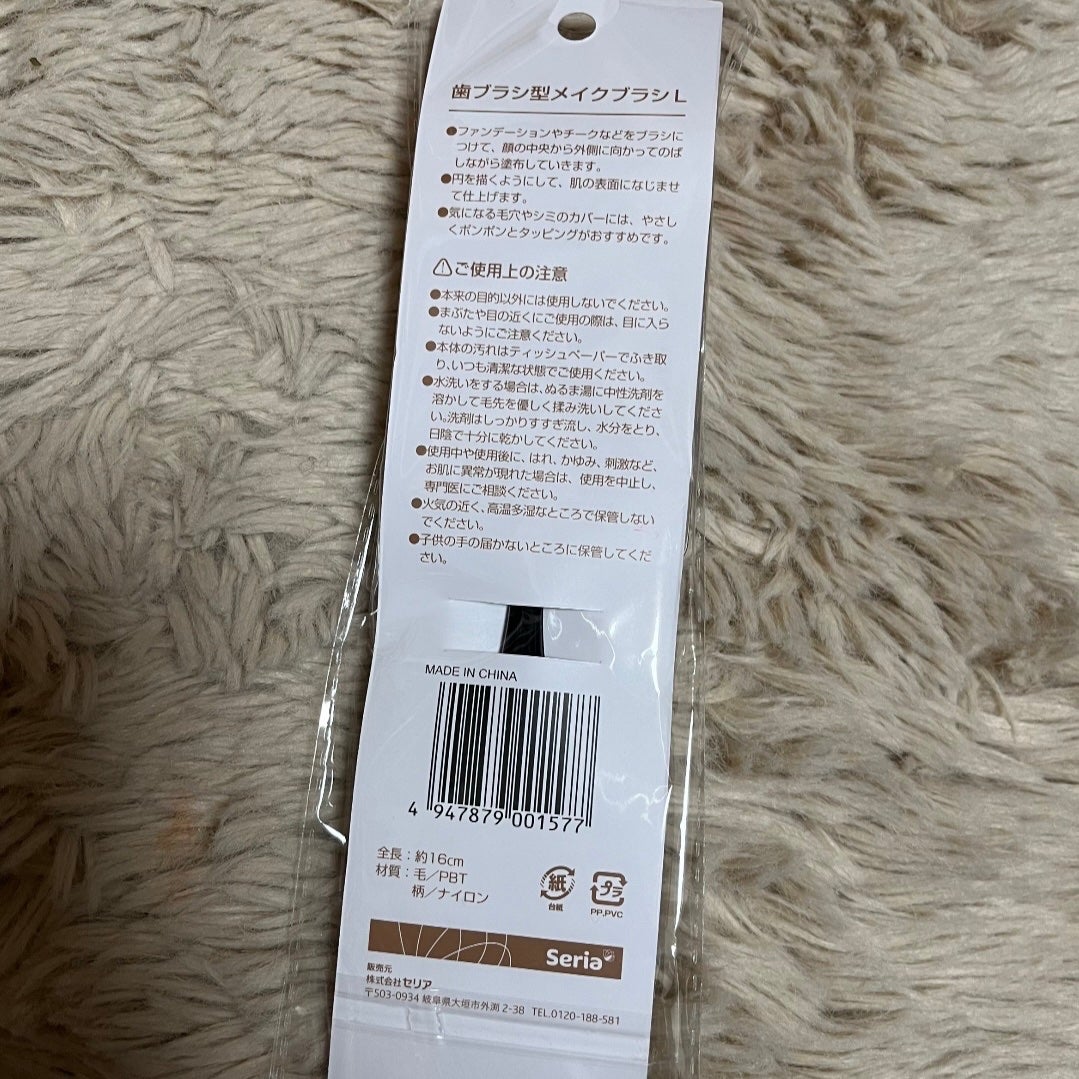 歯ブラシ型メイクブラシL
●ファンデーションやチークなどをブラシに
つけて、顔の中央から外側に向かってのば
しながら塗布していきます。
●円を描くようにして、肌の表面になじませ
て仕上げます。
●気になる毛穴やシミのカバーには、やさし
くポンポンとタッピングがおすすめです。
⚠ご使用上の注意
●本来の目的以外には使用しないでください。
●まぶたや目の近くにご使用の際は、目に入ら
ないようにご注意ください。
●本体の汚れはティッシュペーパーでふき取
り、いつも清潔な状態でご使用ください。
●水洗いをする場合は、ぬるま湯に中性洗剤を
溶かして毛先を優しく揉み洗いしてくださ
い。洗剤はしっかりすすぎ流し、水分をとり、
日陰で十分に乾かしてください。
●使用中や使用後に、はれ、かゆみ、刺激など、
お肌に異常が現れた場合は、使用を中止し、
専門医にご相談ください。
●火気の近く、高温多湿なところで保管しない
でください。
●子供の手の届かないところに保管してくだ
さい。
MADE IN CHINA
4 947879 001577
全長：約16cm
材質：毛／PBT
柄／ナイロン
紙
台紙
プラ
PP,PVC
Seria
販売元
株式会社セリア
〒503-0934 岐阜県大垣市外渕 2-38 TEL.0120-188-581